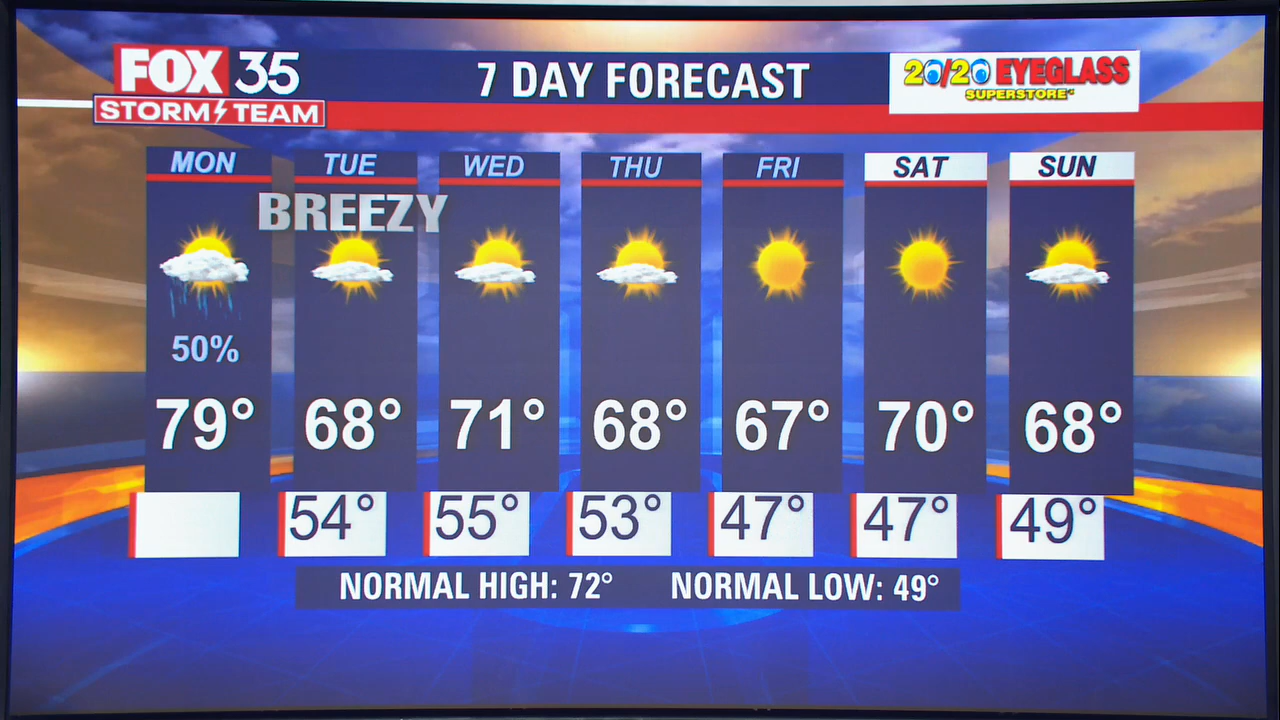 FOX 35
STORM TEAM
7 DAY FORECAST
20/20 EYEGLASS
SUPERSTORE
MON TUE WED THU FRI SAT SUN
BREEZY
50%
79° 68° 71° 68° 67° 70° 68°
54° 55° 53° 47° 47° 49°
NORMAL HIGH: 72° NORMAL LOW: 49°